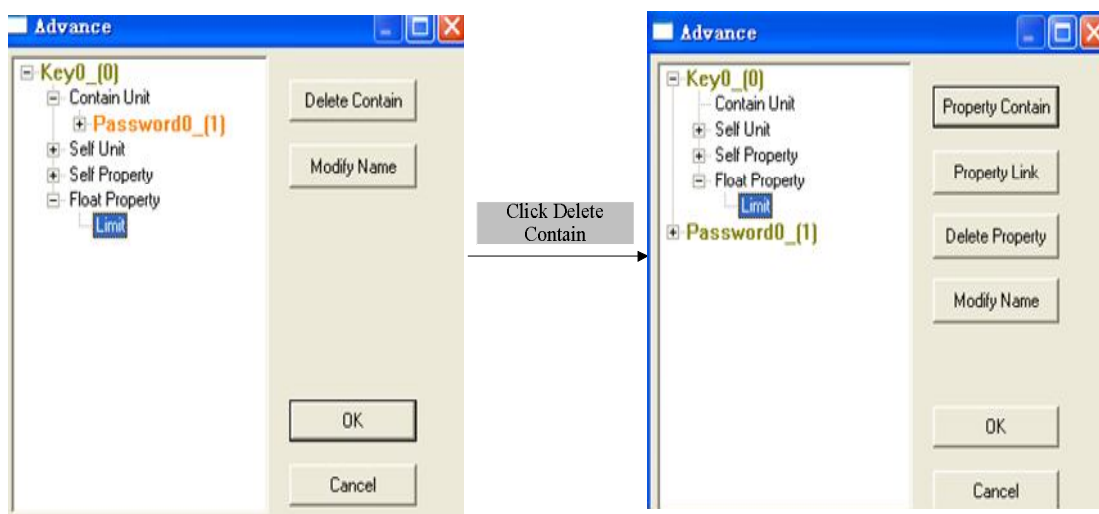 Advance
Key0_(0)
Contain Unit
Password0_(1)
Self Unit
Self Property
Float Property
Limit
Delete Contain
Modify Name
OK
Cancel
Click Delete
Contain
Advance
Key0_(0)
Contain Unit
Self Unit
Self Property
Float Property
Limit
Password0_(1)
Property Contain
Property Link
Delete Property
Modify Name
OK
Cancel